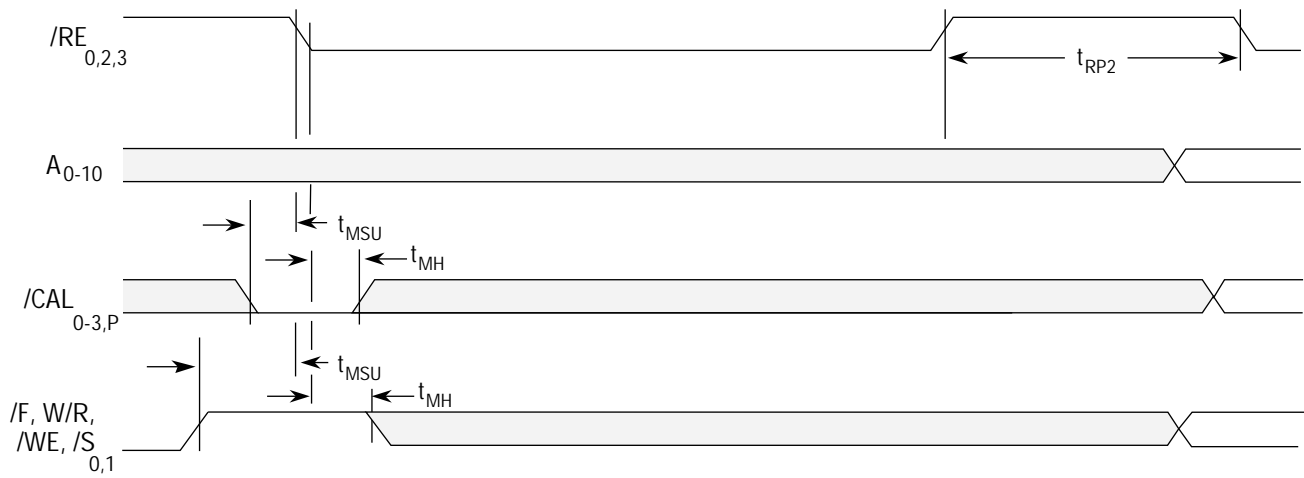 /RE0,2,3
tRP2
A0-10
tMSU
tMH
/CAL0-3,P
tMSU
tMH
/F, W/R,
/WE, /S0,1